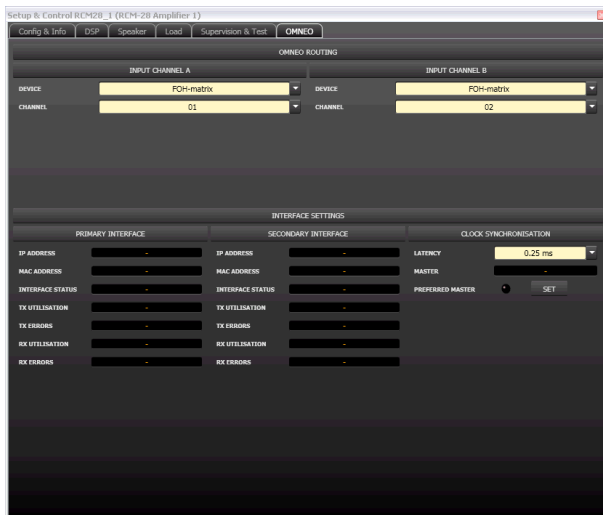 Setup & Control RCM28_1 (RCM-28 Amplifier 1)
Config & Info DSP Speaker Load Supervision & Test OMNEO
OMNEO ROUTING
INPUT CHANNEL A INPUT CHANNEL B
DEVICE FOH-matrix DEVICE FOH-matrix
CHANNEL 01 CHANNEL 02
INTERFACE SETTINGS
PRIMARY INTERFACE SECONDARY INTERFACE CLOCK SYNCHRONISATION
IP ADDRESS - IP ADDRESS - LATENCY 0.25 ms
MAC ADDRESS - MAC ADDRESS - MASTER -
INTERFACE STATUS - INTERFACE STATUS - PREFERRED MASTER SET
TX UTILISATION - TX UTILISATION -
TX ERRORS - TX ERRORS -
RX UTILISATION - RX UTILISATION -
RX ERRORS - RX ERRORS -